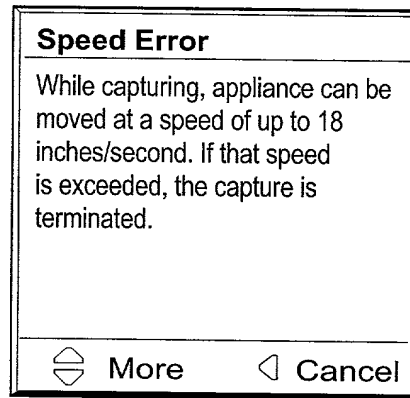 Speed Error
While capturing, appliance can be
moved at a speed of up to 18
inches/second. If that speed
is exceeded, the capture is
terminated.
More Cancel